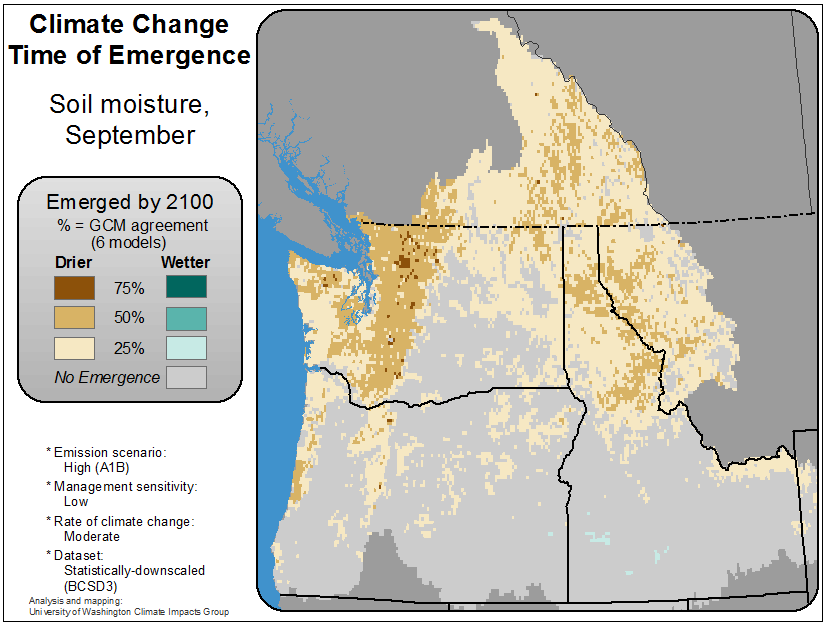 Climate Change
Time of Emergence
Soil moisture,
September
Emerged by 2100
% = GCM agreement
(6 models)
Drier Wetter
75%
50%
25%
No Emergence
* Emission scenario:
High (A1B)
* Management sensitivity:
Low
* Rate of climate change:
Moderate
* Dataset:
Statistically-downscaled
(BCSD3)
Analysis and mapping:
University of Washington Climate Impacts Group